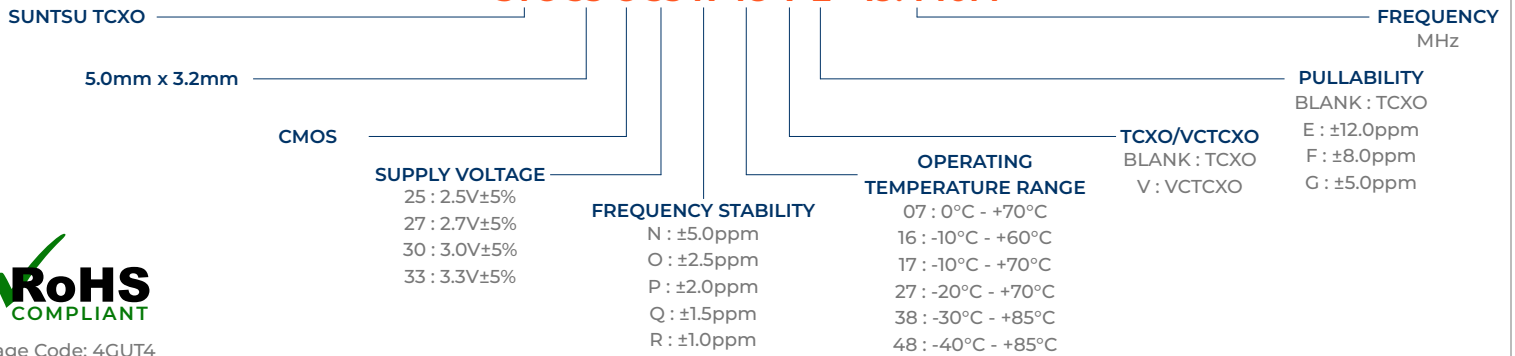 SUNTSU TCXO
FREQUENCY
MHz
5.0mm x 3.2mm
PULLABILITY
BLANK : TCXO
E : ±12.0ppm
F : ±8.0ppm
G : ±5.0ppm
CMOS
TCXO/VCTCXO
BLANK : TCXO
V : VCTCXO
SUPPLY VOLTAGE
25 : 2.5V±5%
27 : 2.7V±5%
30 : 3.0V±5%
33 : 3.3V±5%
OPERATING
TEMPERATURE RANGE
07 : 0°C - +70°C
16 : -10°C - +60°C
17 : -10°C - +70°C
27 : -20°C - +70°C
38 : -30°C - +85°C
48 : -40°C - +85°C
FREQUENCY STABILITY
N : ±5.0ppm
O : ±2.5ppm
P : ±2.0ppm
Q : ±1.5ppm
R : ±1.0ppm
RoHS
COMPLIANT
Code: 4GUT4